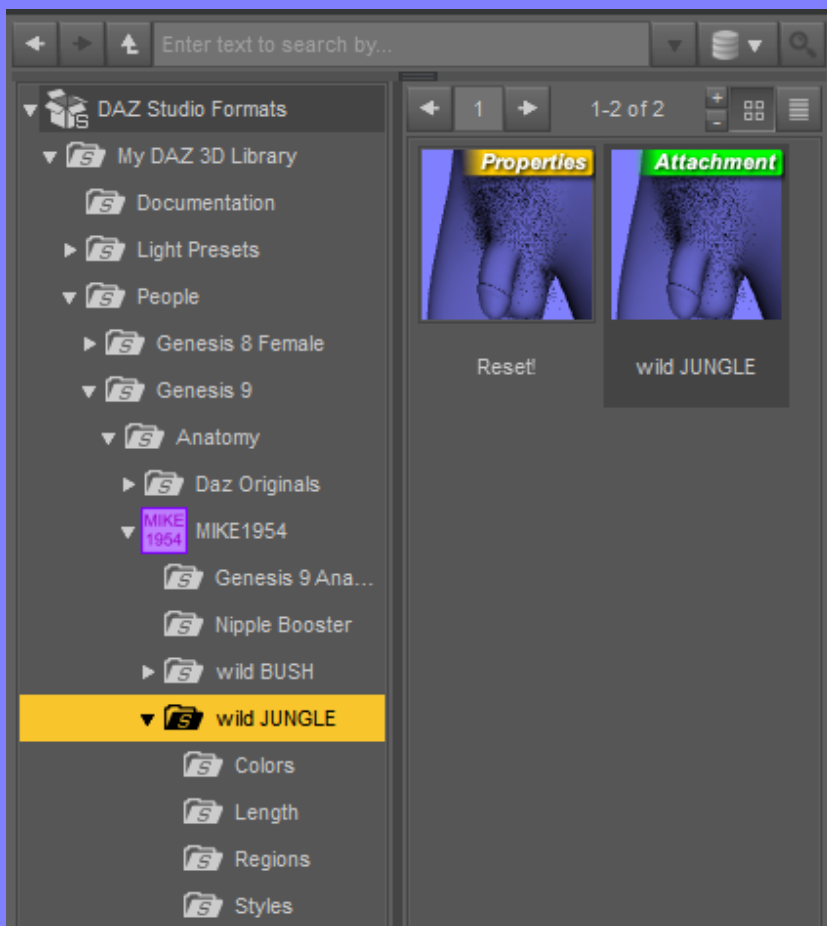 Enter text to search by...
DAZ Studio Formats
My DAZ 3D Library
Documentation
Light Presets
People
Genesis 8 Female
Genesis 9
Anatomy
Daz Originals
MIKE
1954
MIKE1954
Genesis 9 Ana...
Nipple Booster
wild BUSH
wild JUNGLE
Colors
Length
Regions
Styles
1
1-2 of 2
Properties
Attachment
Reset!
wild JUNGLE